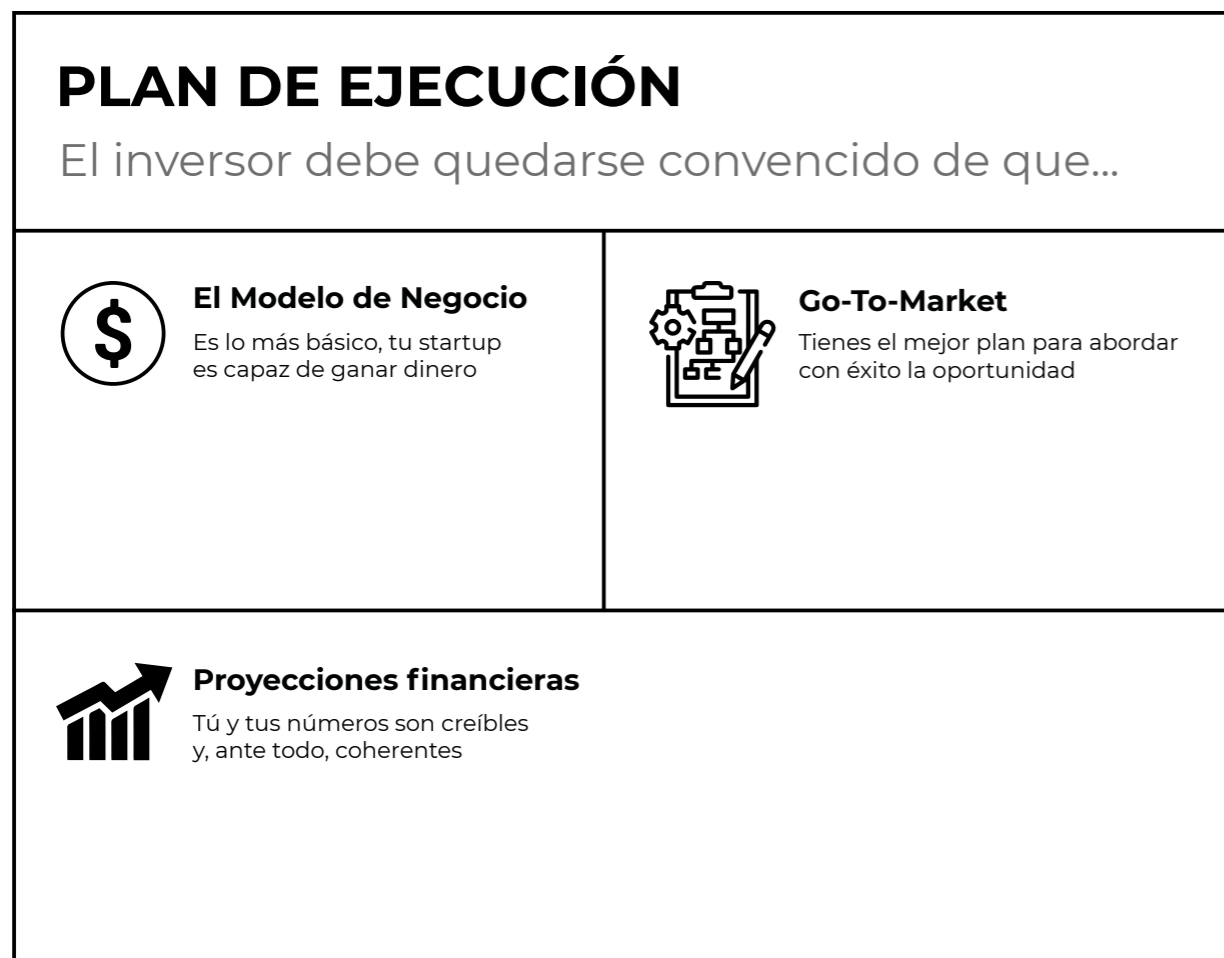 PLAN DE EJECUCIÓN
El inversor debe quedarse convencido de que...
El Modelo de Negocio
Es lo más básico, tu startup
es capaz de ganar dinero
Go-To-Market
Tienes el mejor plan para abordar
con éxito la oportunidad
Proyecciones financieras
Tú y tus números son creíbles
y, ante todo, coherentes